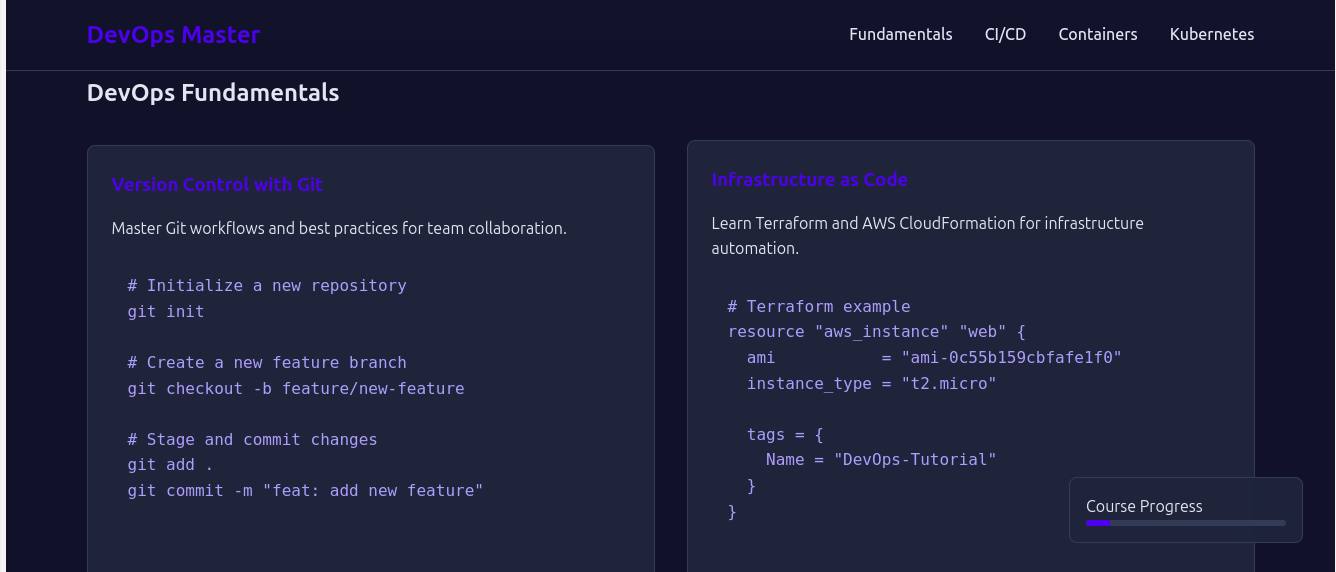 DevOps Master
Fundamentals
CI/CD
Containers
Kubernetes
DevOps Fundamentals
Version Control with Git
Master Git workflows and best practices for team collaboration.
# Initialize a new repository
git init
# Create a new feature branch
git checkout -b feature/new-feature
# Stage and commit changes
git add .
git commit -m "feat: add new feature"
Infrastructure as Code
Learn Terraform and AWS CloudFormation for infrastructure
automation.
# Terraform example
resource "aws_instance" "web" {
  ami           = "ami-0c55b159cbfafe1f0"
  instance_type = "t2.micro"
  tags = {
    Name = "DevOps-Tutorial"
  }
}
Course Progress